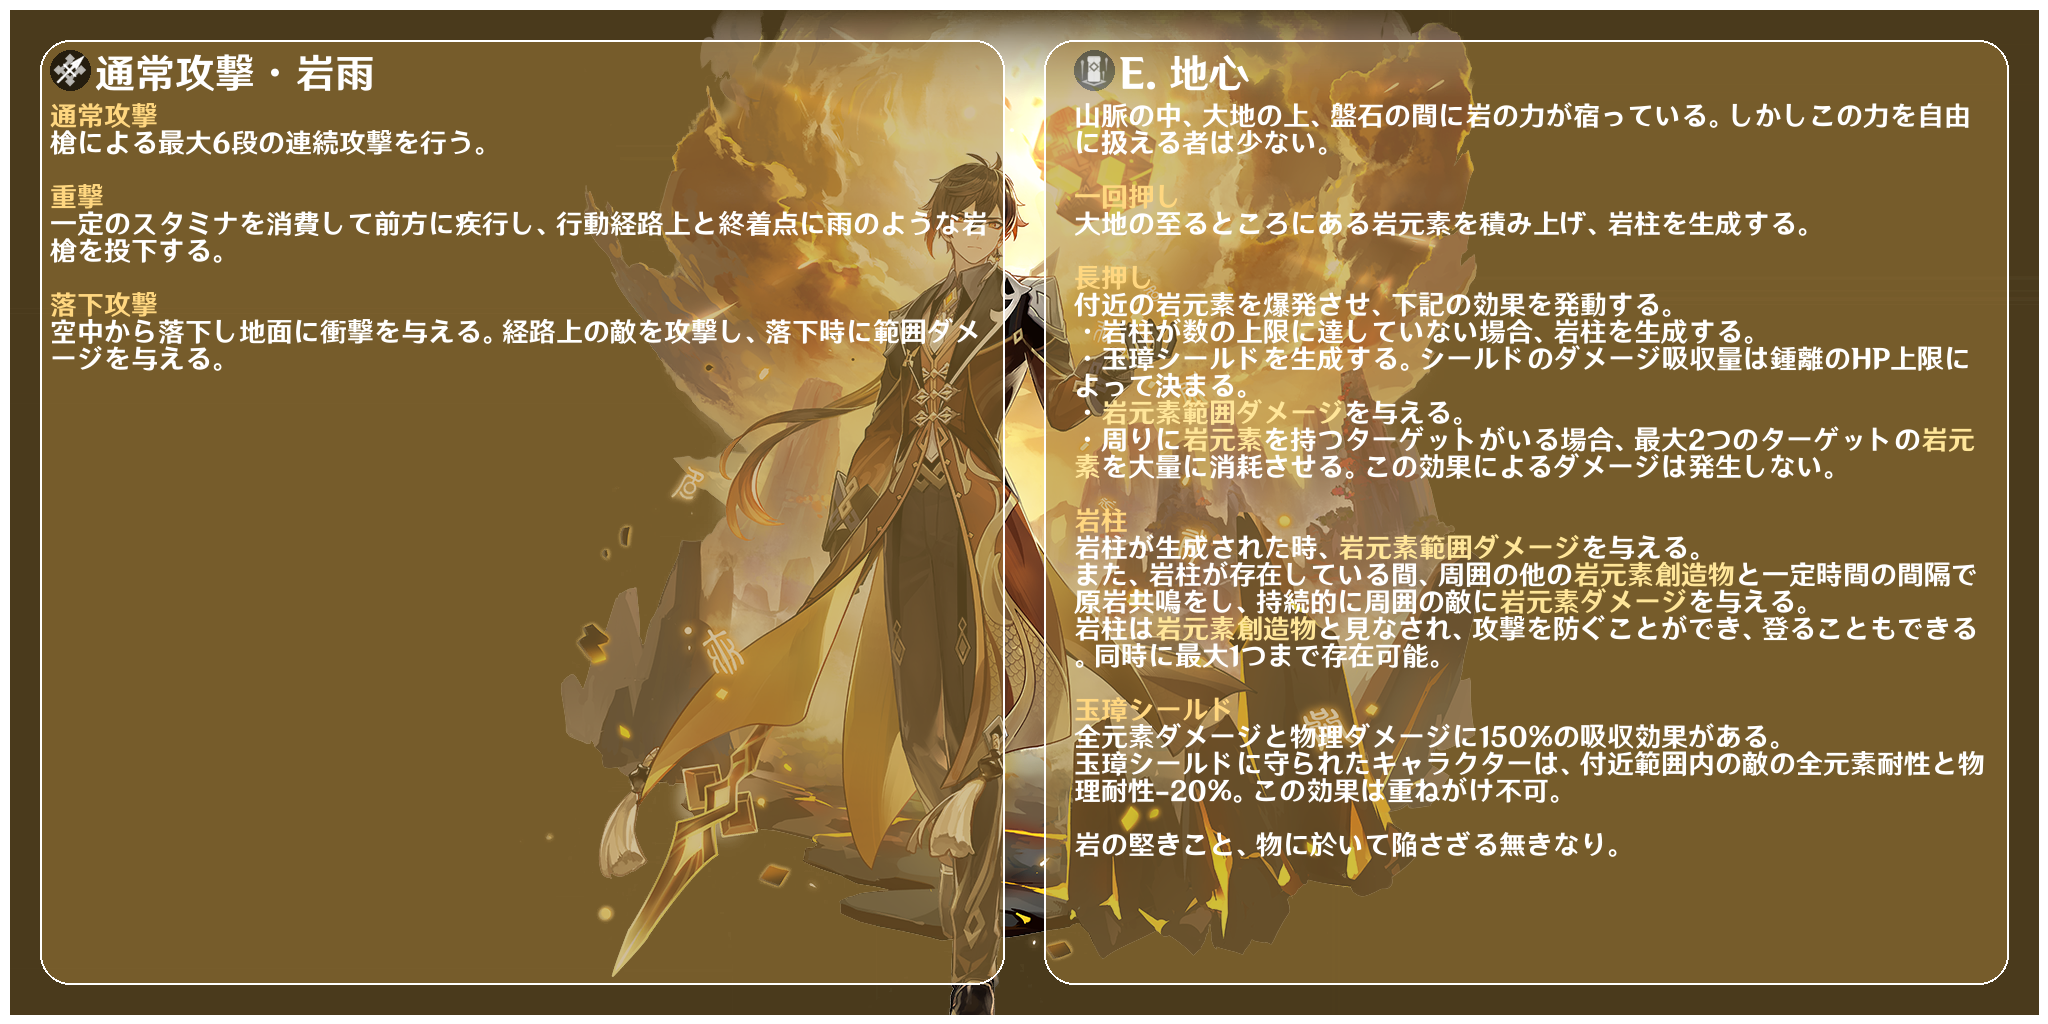 通常攻撃・岩雨
通常攻撃
槍による最大6段の連続攻撃を行う。
重撃
一定のスタミナを消費して前方に疾行し、行動経路上と終着点に雨のような岩
槍を投下する。
落下攻撃
空中から落下し地面に衝撃を与える。経路上の敵を攻撃し、落下時に範囲ダメ
ージを与える。
E. 地心
山脈の中、大地の上、盤石の間に岩の力が宿っている。しかしこの力を自由
に扱える者は少ない。
一回押し
大地の至るところにある岩元素を積み上げ、岩柱を生成する。
長押し
付近の岩元素を爆発させ、下記の効果を発動する。
・岩柱が数の上限に達していない場合、岩柱を生成する。
・玉璋シールドを生成する。シールドのダメージ吸収量は鍾離のHP上限に
よって決まる。
・岩元素範囲ダメージを与える。
・周りに岩元素を持つターゲットがいる場合、最大2つのターゲットの岩元
素を大量に消耗させる。この効果によるダメージは発生しない。
岩柱
岩柱が生成された時、岩元素範囲ダメージを与える。
また、岩柱が存在している間、周囲の他の岩元素創造物と一定時間の間隔で
原岩共鳴をし、持続的に周囲の敵に岩元素ダメージを与える。
岩柱は岩元素創造物と見なされ、攻撃を防ぐことができ、登ることもできる
。同時に最大1つまで存在可能。
玉璋シールド
全元素ダメージと物理ダメージに150%の吸収効果がある。
玉璋シールドに守られたキャラクターは、付近範囲内の敵の全元素耐性と物
理耐性-20%。この効果は重ねがけ不可。
岩の堅きこと、物に於いて陥さざる無きなり。